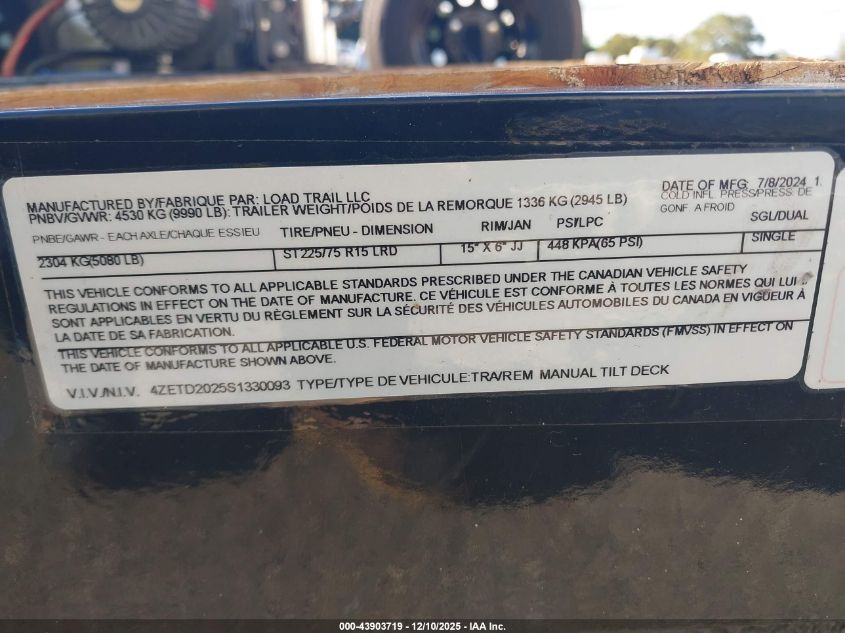 MANUFACTURED BY/FABRIQUE PAR: LOAD TRAIL LLC DATE OF MFG: 7/8/2024 1.
PNBV/GVWR: 4530 KG (9990 LB): TRAILER WEIGHT/POIDS DE LA REMORQUE 1336 KG (2945 LB) COLD INFL. PRESS/PRESS. DE
GONF. A FROID
PNBE/GAWR - EACH AXLE/CHAQUE ESSIEU TIRE/PNEU - DIMENSION RIM/JAN PSI/LPC SGL/DUAL
2304 KG(5080 LB) ST225/75 R15 LRD 15" X 6" JJ 448 KPA(65 PSI) SINGLE
THIS VEHICLE CONFORMS TO ALL APPLICABLE STANDARDS PRESCRIBED UNDER THE CANADIAN VEHICLE SAFETY
REGULATIONS IN EFFECT ON THE DATE OF MANUFACTURE. CE VÉHICULE EST CONFORME À TOUTES LES NORMES QUI LUI
SONT APPLICABLES EN VERTU DU RÈGLEMENT SUR LA SÉCURITÉ DES VÉHICULES AUTOMOBILES DU CANADA EN VIGUEUR À
LA DATE DE SA FABRICATION.
THIS VEHICLE CONFORMS TO ALL APPLICABLE U.S. FEDERAL MOTOR VEHICLE SAFETY STANDARDS (FMVSS) IN EFFECT ON
THE DATE OF MANUFACTURE SHOWN ABOVE.
V.I.V./N.I.V. 4ZETD2025S1330093 TYPE/TYPE DE VEHICULE:TRA/REM MANUAL TILT DECK
000-43903719 - 12/10/2025 - IAA Inc.